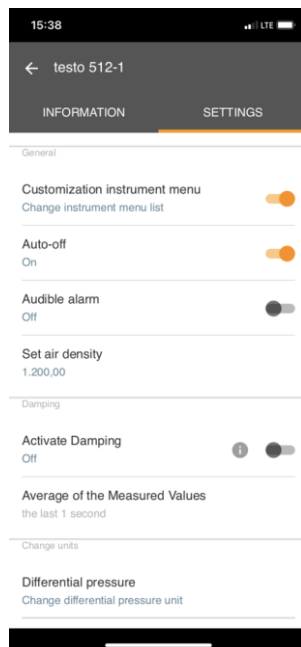 15:38
LTE
← testo 512-1
INFORMATION
SETTINGS
General
Customization instrument menu
Change instrument menu list
Auto-off
On
Audible alarm
Off
Set air density
1.200,00
Damping
Activate Damping
Off
Average of the Measured Values
the last 1 second
Change units
Differential pressure
Change differential pressure unit